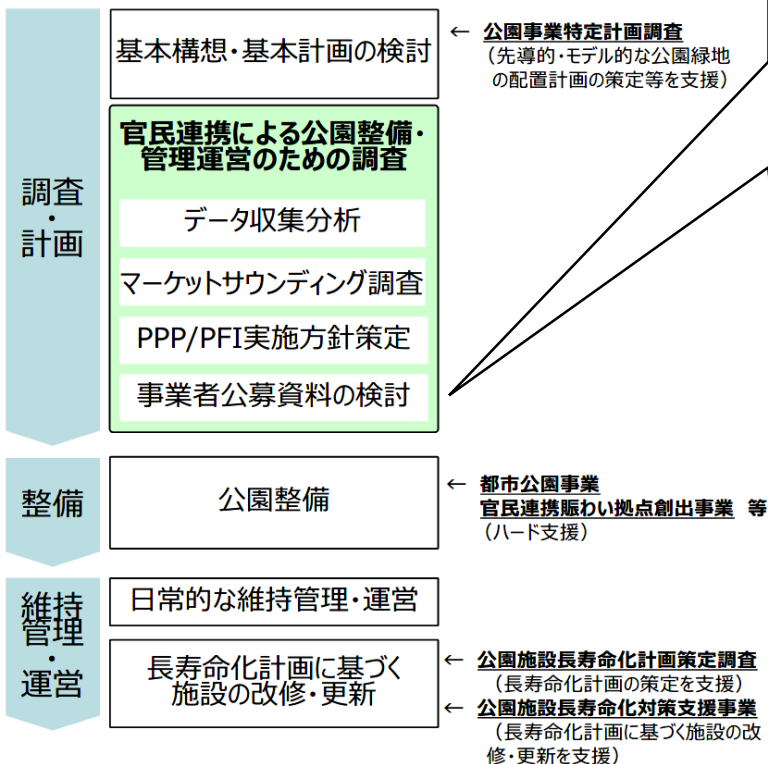 調査
・
計画
基本構想・基本計画の検討
← 公園事業特定計画調査
（先導的・モデル的な公園緑地
の配置計画の策定等を支援）
官民連携による公園整備・
管理運営のための調査
データ収集分析
マーケットサウンディング調査
PPP/PFI実施方針策定
事業者公募資料の検討
整備
公園整備
← 都市公園事業
官民連携賑わい拠点創出事業 等
（ハード支援）
維持
管理
・
運営
日常的な維持管理・運営
長寿命化計画に基づく
施設の改修・更新
← 公園施設長寿命化計画策定調査
（長寿命化計画の策定を支援）
← 公園施設長寿命化対策支援事業
（長寿命化計画に基づく施設の改
修・更新を支援）